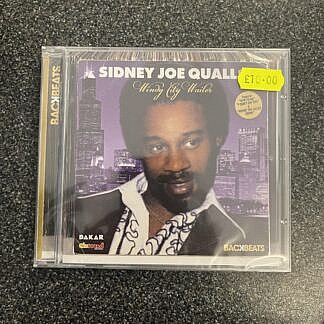 SIDNEY JOE QUALL
£10.00
Windy City Wailer
BACKBEATS
DAKAR
BACKBEATS